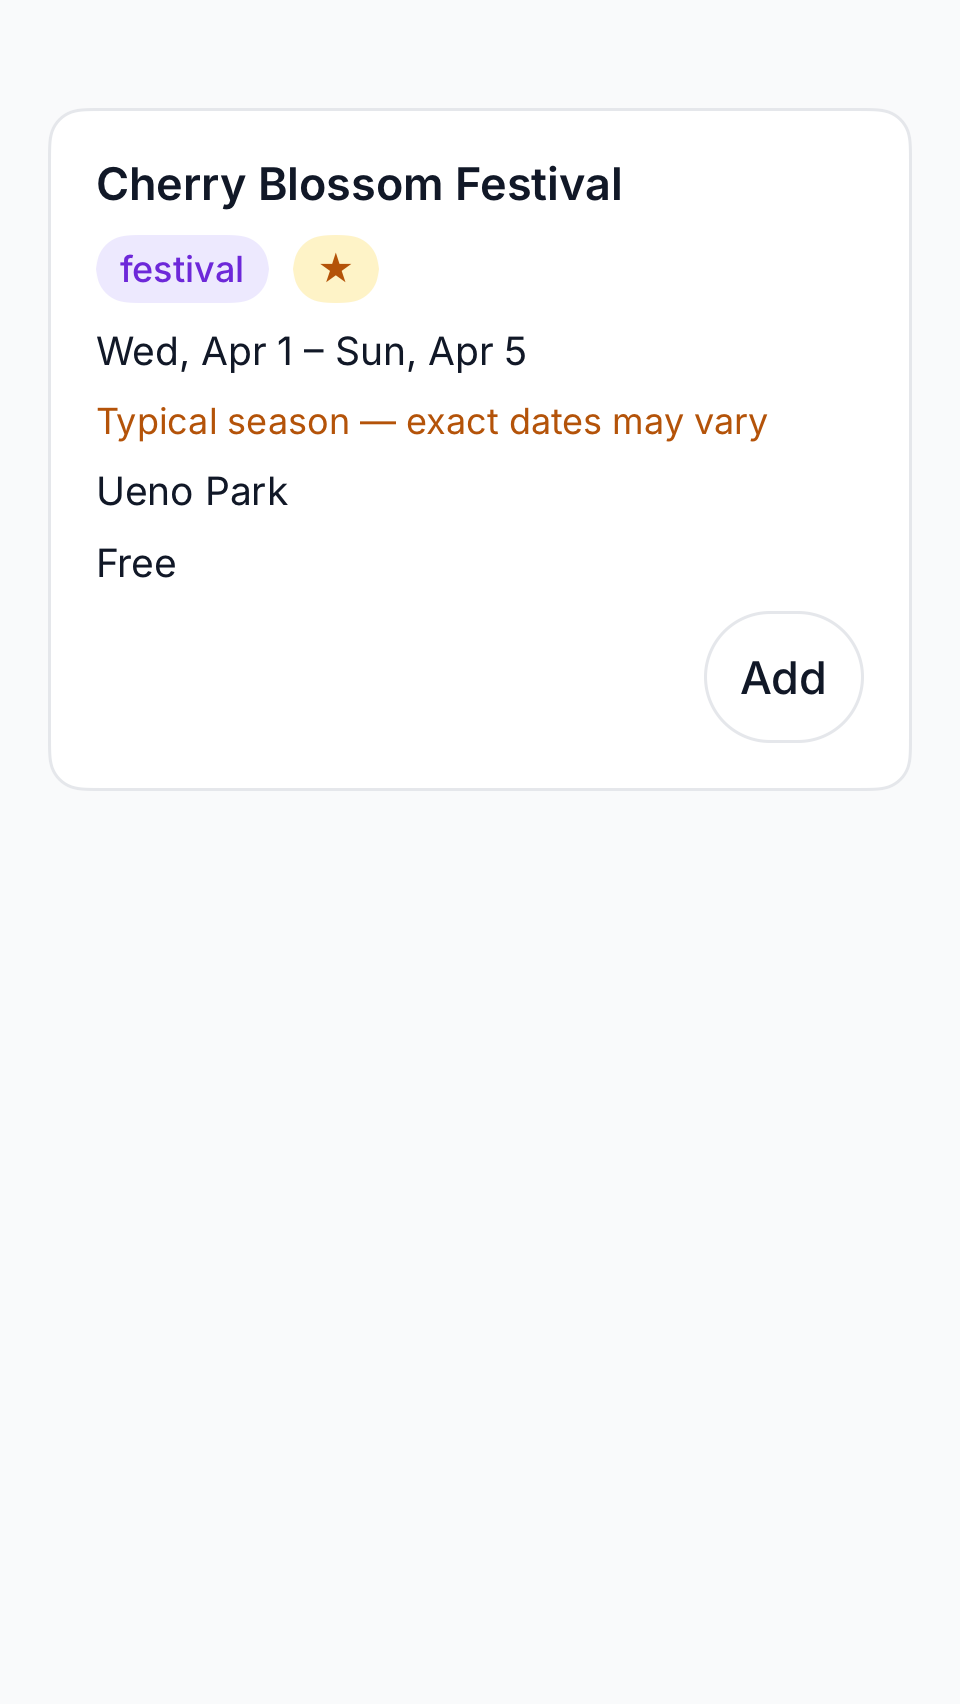 Cherry Blossom Festival
festival ★
Wed, Apr 1 – Sun, Apr 5
Typical season — exact dates may vary
Ueno Park
Free
Add